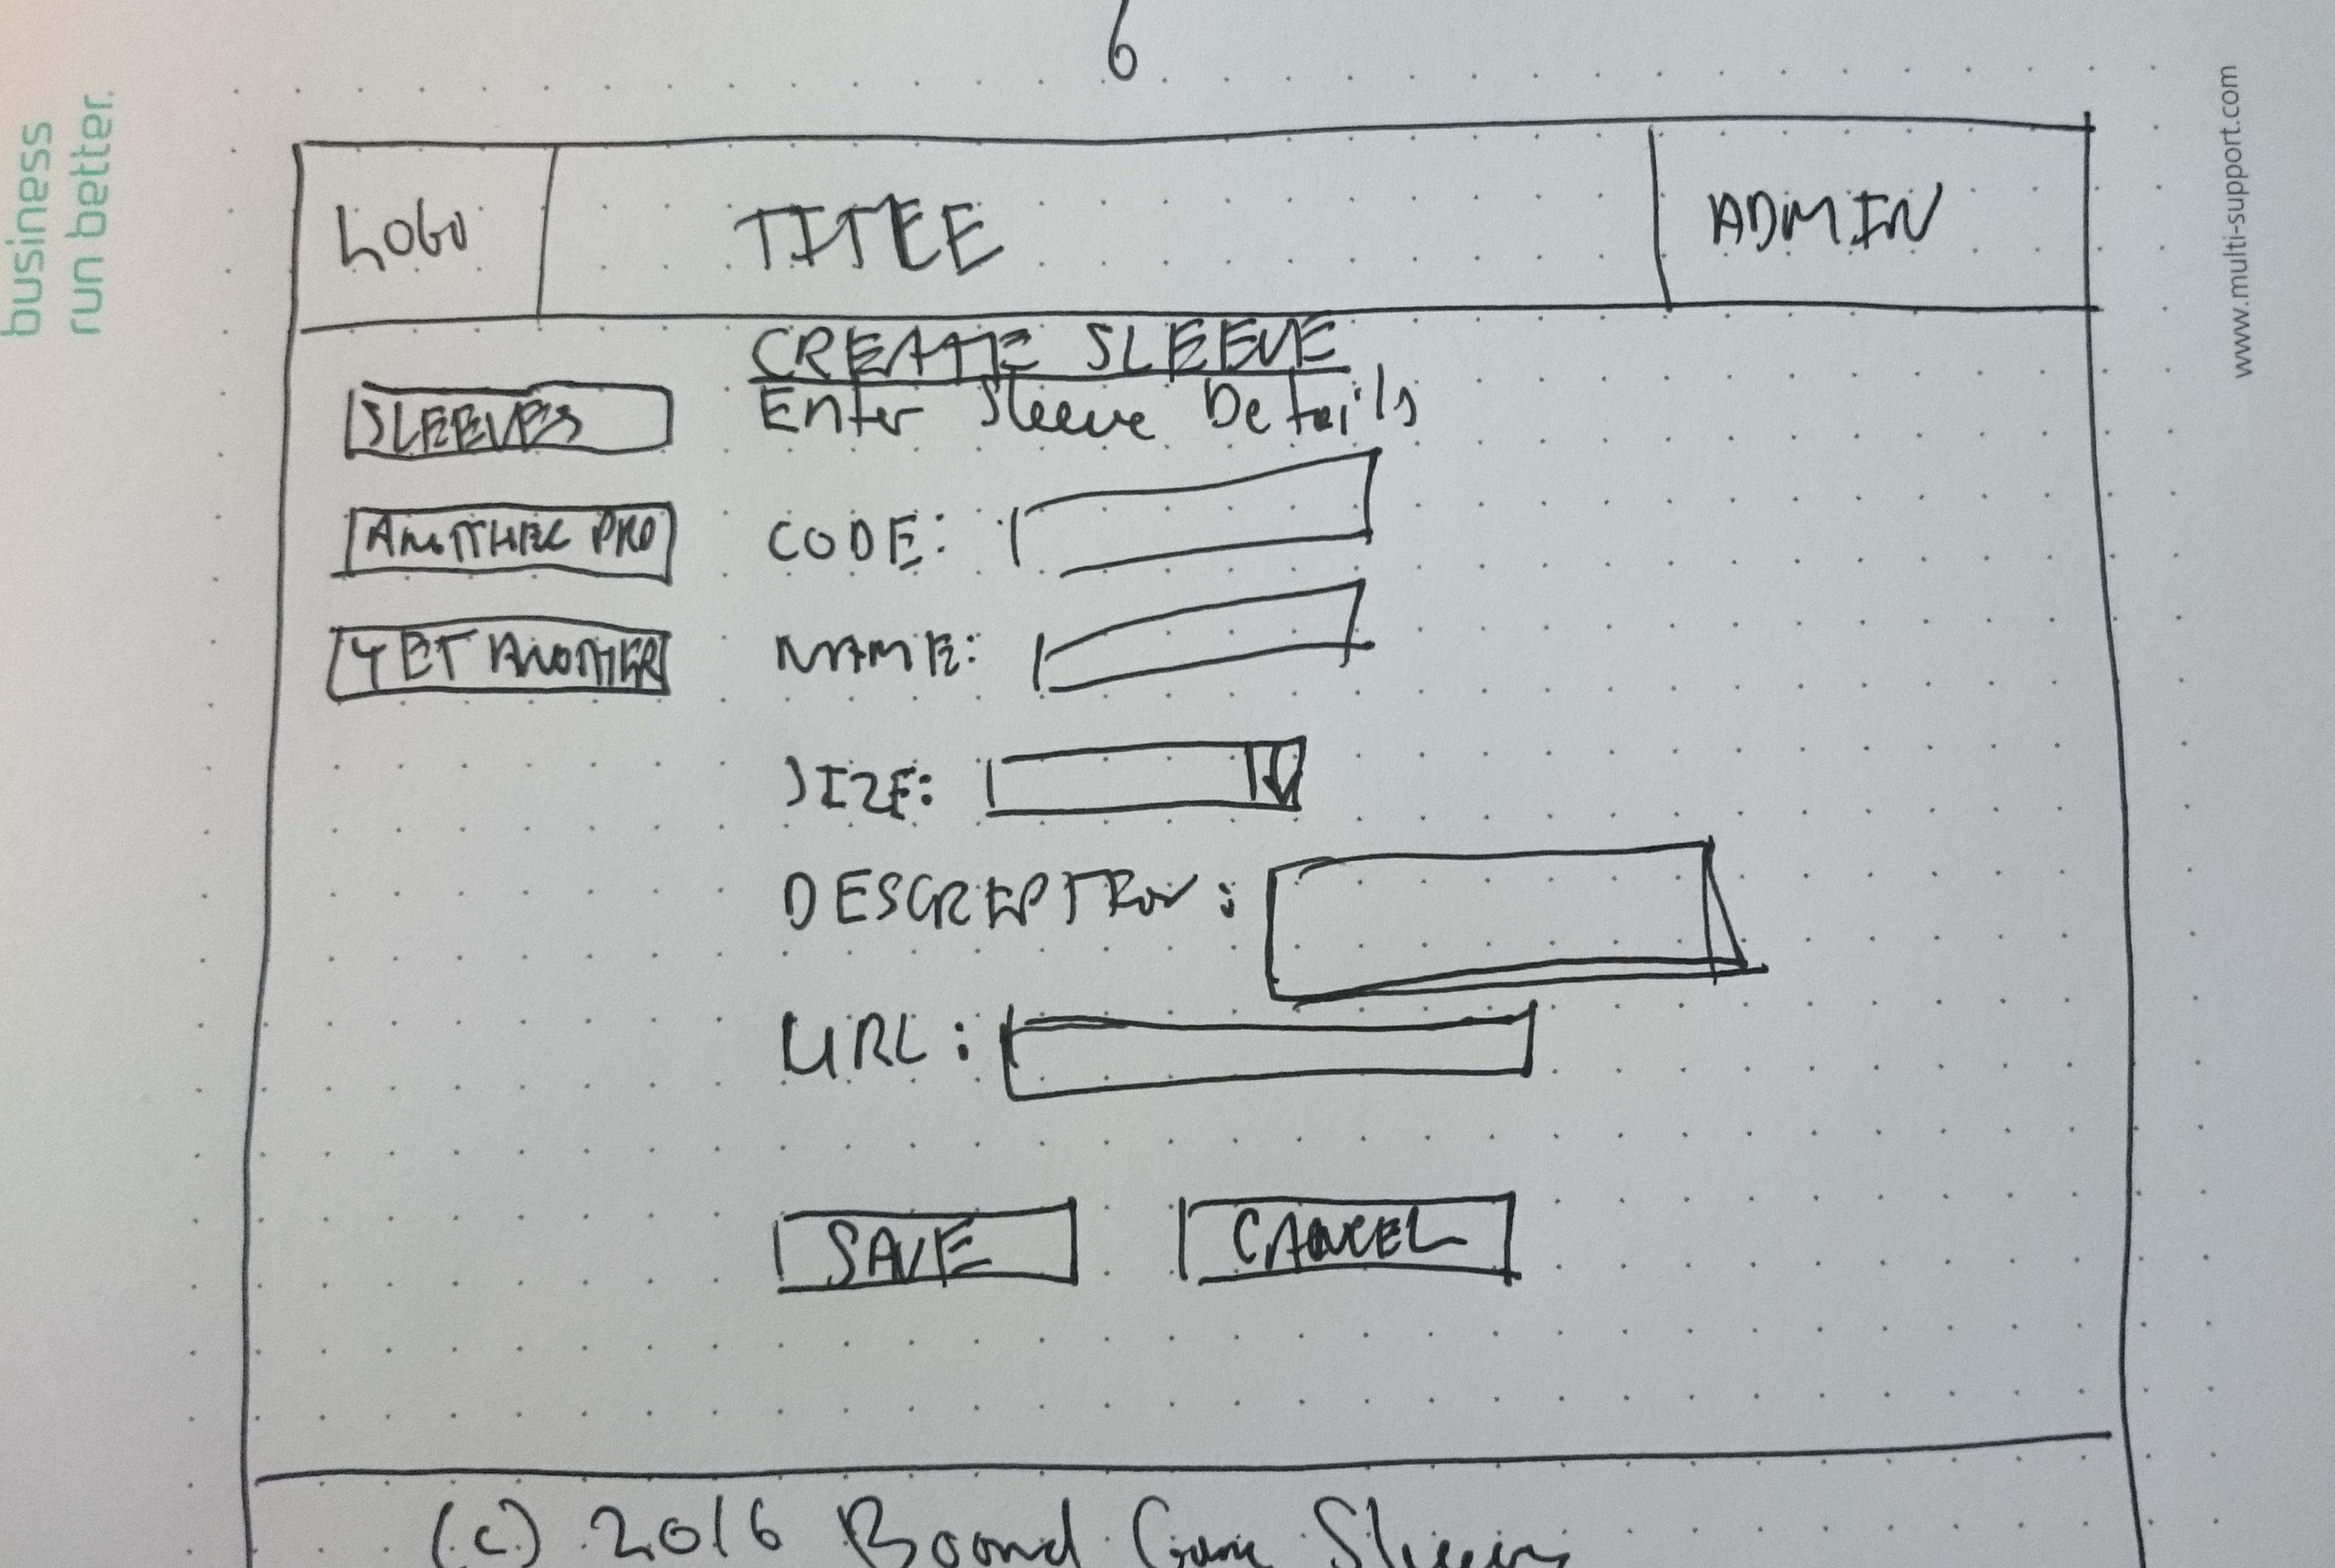 6
business
run better.
www.multi-support.com
LOGO TITLE ADMIN
CREATE SLEEVE
Enter Sleeve Details
SLEEVES
ANOTHER PRO
YET ANOTHER
CODE:
NAME:
SIZE:
DESCRIPTION:
URL:
SAVE CANCEL
(c) 2016 Board Game